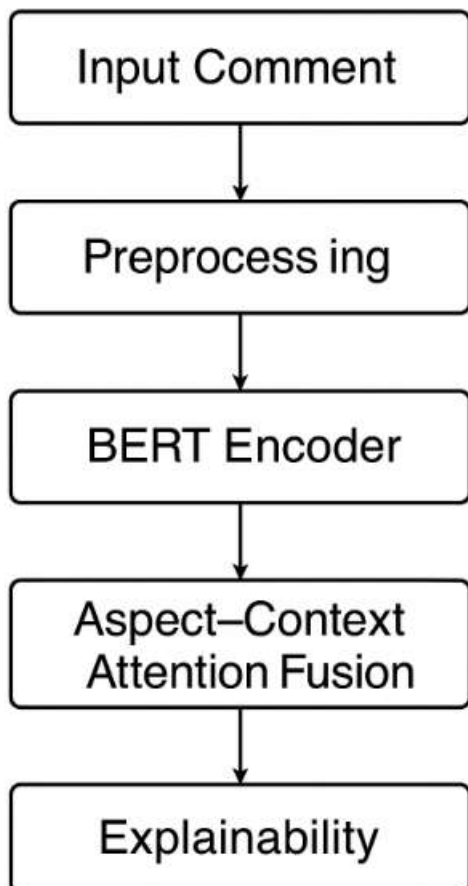 Input Comment
Preprocess ing
BERT Encoder
Aspect–Context
Attention Fusion
Explainability